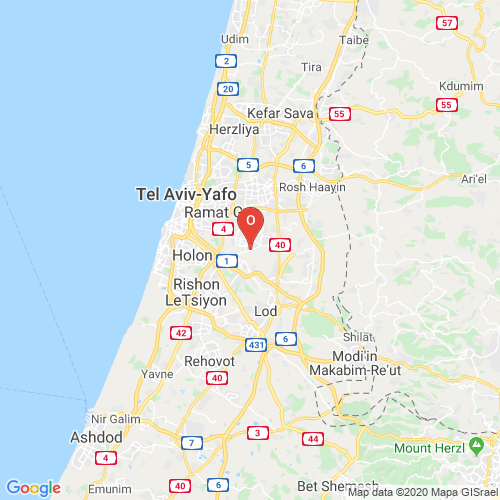 57
Udim
Taibe
2
Tira
Kdumim
20
55
Kefar Sava
55
Herzliya
5
6
Ari'el
Rosh Haayin
Tel Aviv-Yafo
Ramat G
O
4
40
Holon
1
Rishon
LeTsiyon
Lod
42
6
Shilat
431
Modi'in
Makabim-Re'ut
Rehovot
Yavne
40
Nir Galim
Ashdod
7
3
44
Mount Herzl
4
6
40
Bet Shemesh
Emunim
Google
Map data ©2020 Mapa GISrael